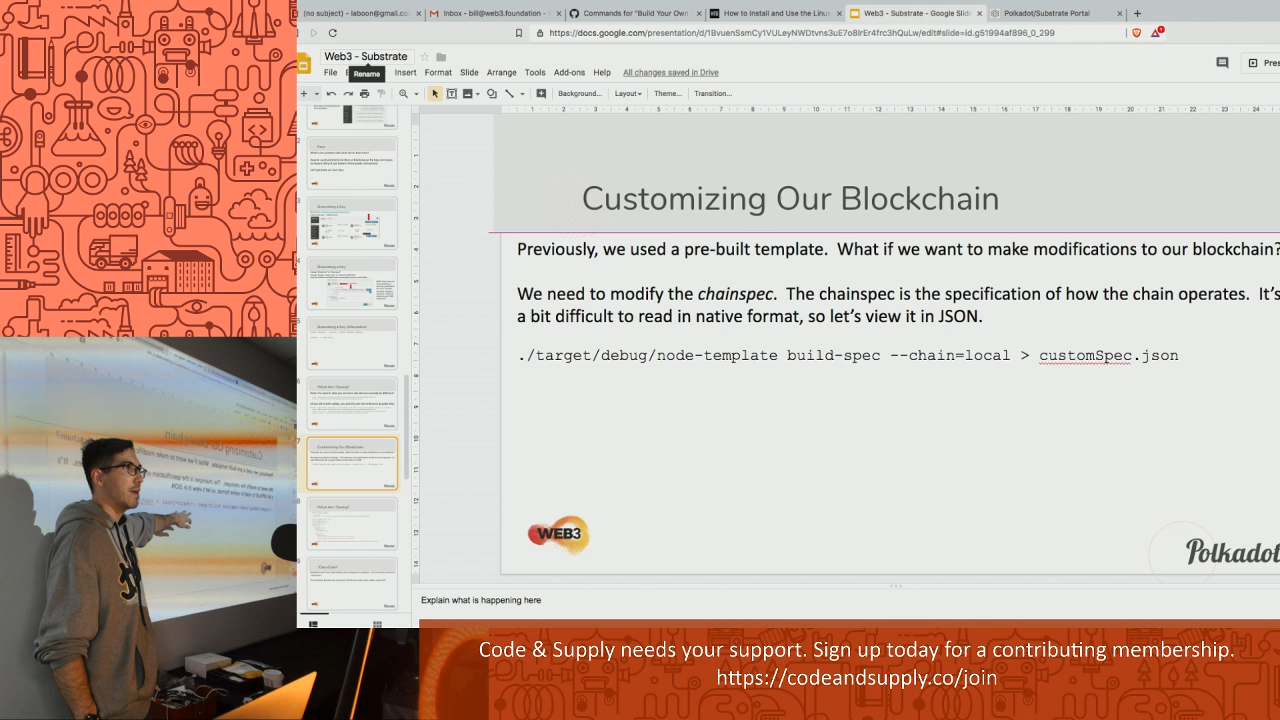 (no subject) - laboon@gmail.co
Inbox - bill@web3.foundation -
Commands for "Build Your Own
How to Install and Use the Linu
Web3 - Substrate - Google Slid
Polkadot/Substrate Portal
https://docs.google.com/presentation/d/1BvuenSsmCy1VULeyNWDtvns3uE7o8IrEr4frc3hQuLw/edit#slide=id.g51994af896_0_299
Web3 - Substrate
File
Rename
Insert Format Slide Arrange Tools Add-ons Help All changes saved in Drive
Pres
Background... Layout Theme... Transition...
Customizing Our Blockchain
Previously, we used a pre-built template. What if we want to make modifications to our blockchain?
We need to modify the chainspec. The chainspec is the specification of how the chain operates. It's
a bit difficult to read in native format, so let's view it in JSON.
./target/debug/node-template build-spec --chain=local > customSpec.json
WEB3
Polkadot
Explain what is happening here
Code & Supply needs your support. Sign up today for a contributing membership.
https://codeandsupply.co/join